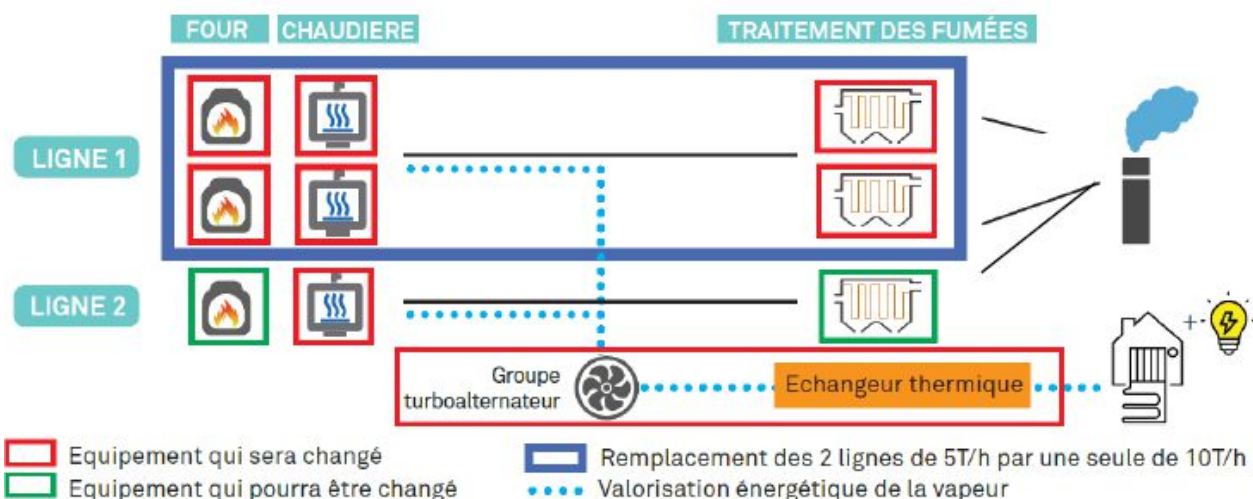 FOUR CHAUDIERE TRAITEMENT DES FUMÉES
LIGNE 1
LIGNE 2
Groupe
turboalternateur
Echangeur thermique
+
Equipement qui sera changé
Remplacement des 2 lignes de 5T/h par une seule de 10T/h
Equipement qui pourra être changé
Valorisation énergétique de la vapeur